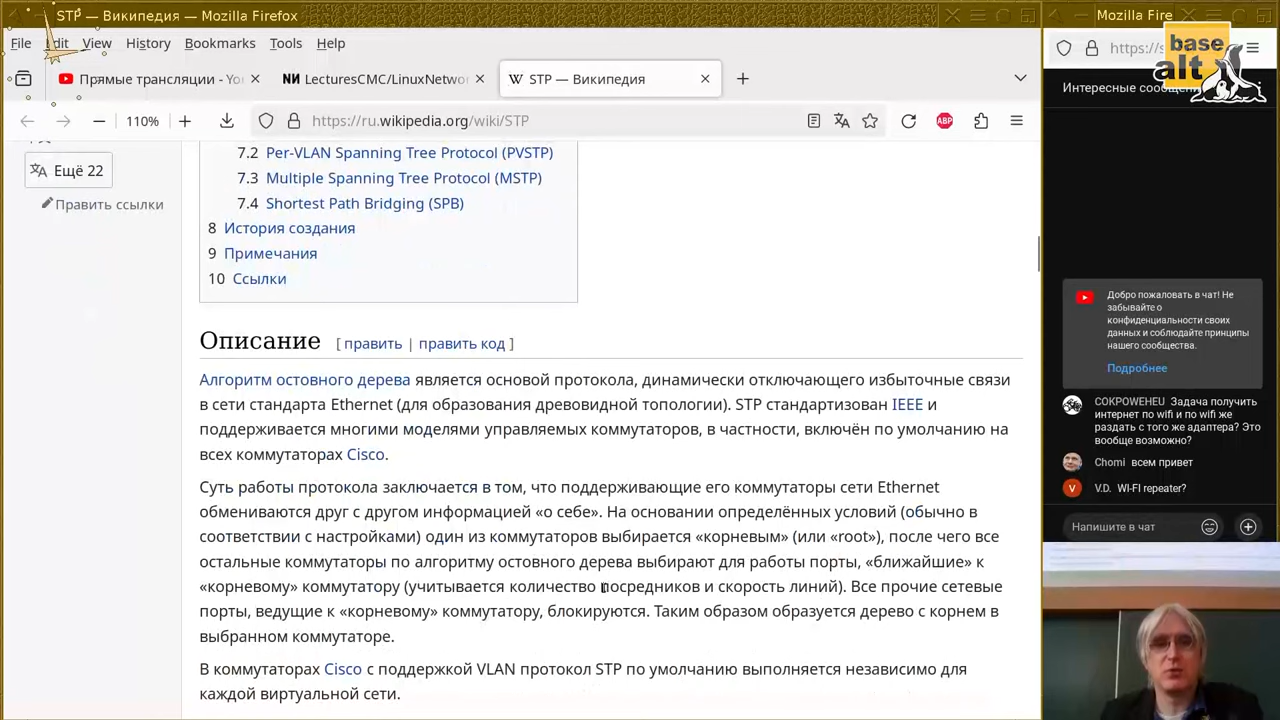 STP — Википедия — Mozilla Firefox
Mozilla Fire
File Edit View History Bookmarks Tools Help
https://s
base
alt
Прямые трансляции - Yo
LecturesCMC/LinuxNetwor
STP — Википедия
Интересные сообщен
110%
https://ru.wikipedia.org/wiki/STP
ABP
7.2 Per-VLAN Spanning Tree Protocol (PVSTP)
Ещё 22
7.3 Multiple Spanning Tree Protocol (MSTP)
Править ссылки
7.4 Shortest Path Bridging (SPB)
8 История создания
9 Примечания
10 Ссылки
Описание [ править | править код ]
Алгоритм остовного дерева является основой протокола, динамически отключающего избыточные связи
в сети стандарта Ethernet (для образования древовидной топологии). STP стандартизован IEEE и
поддерживается многими моделями управляемых коммутаторов, в частности, включён по умолчанию на
всех коммутаторах Cisco.
Суть работы протокола заключается в том, что поддерживающие его коммутаторы сети Ethernet
обмениваются друг с другом информацией «о себе». На основании определённых условий (обычно в
соответствии с настройками) один из коммутаторов выбирается «корневым» (или «root»), после чего все
остальные коммутаторы по алгоритму остовного дерева выбирают для работы порты, «ближайшие» к
«корневому» коммутатору (учитывается количество посредников и скорость линий). Все прочие сетевые
порты, ведущие к «корневому» коммутатору, блокируются. Таким образом образуется дерево с корнем в
выбранном коммутаторе.
В коммутаторах Cisco с поддержкой VLAN протокол STP по умолчанию выполняется независимо для
каждой виртуальной сети.
Добро пожаловать в чат! Не
забывайте о
конфиденциальности своих
данных и соблюдайте принципы
нашего сообщества.
Подробнее
COKPOWEHEU Задача получить
интернет по wifi и по wifi же
раздать с того же адаптера? Это
вообще возможно?
Chomi всем привет
V V.D. WI-FI repeater?
Напишите в чат